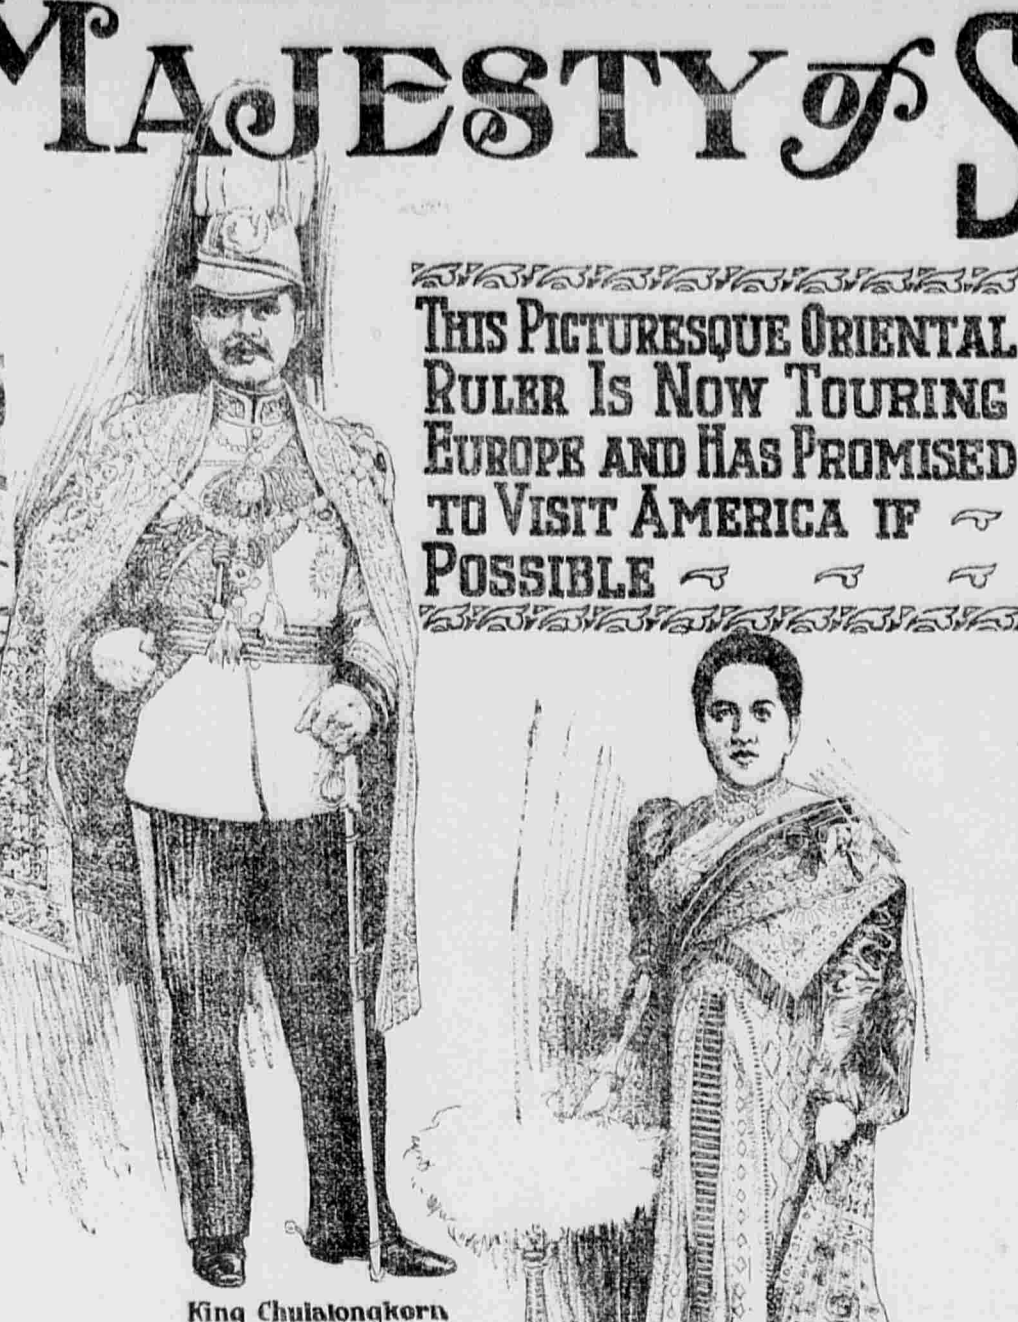 MAJESTY of S
THIS PICTURESQUE ORIENTAL
RULER IS NOW TOURING
EUROPE AND HAS PROMISED
TO VISIT AMERICA IF
POSSIBLE
King Chulalongkorn